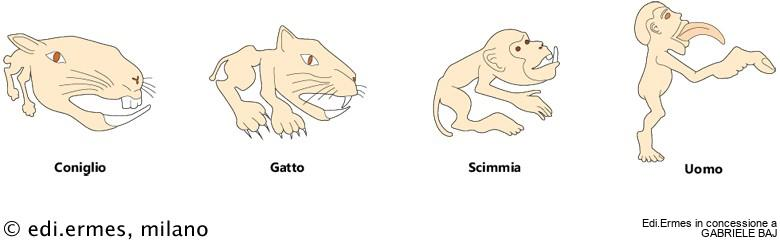 Coniglio
Gatto
Scimmia
Uomo
© edi.ermes, milano
Edi.Ermes in concessione a
GABRIELE BAJ